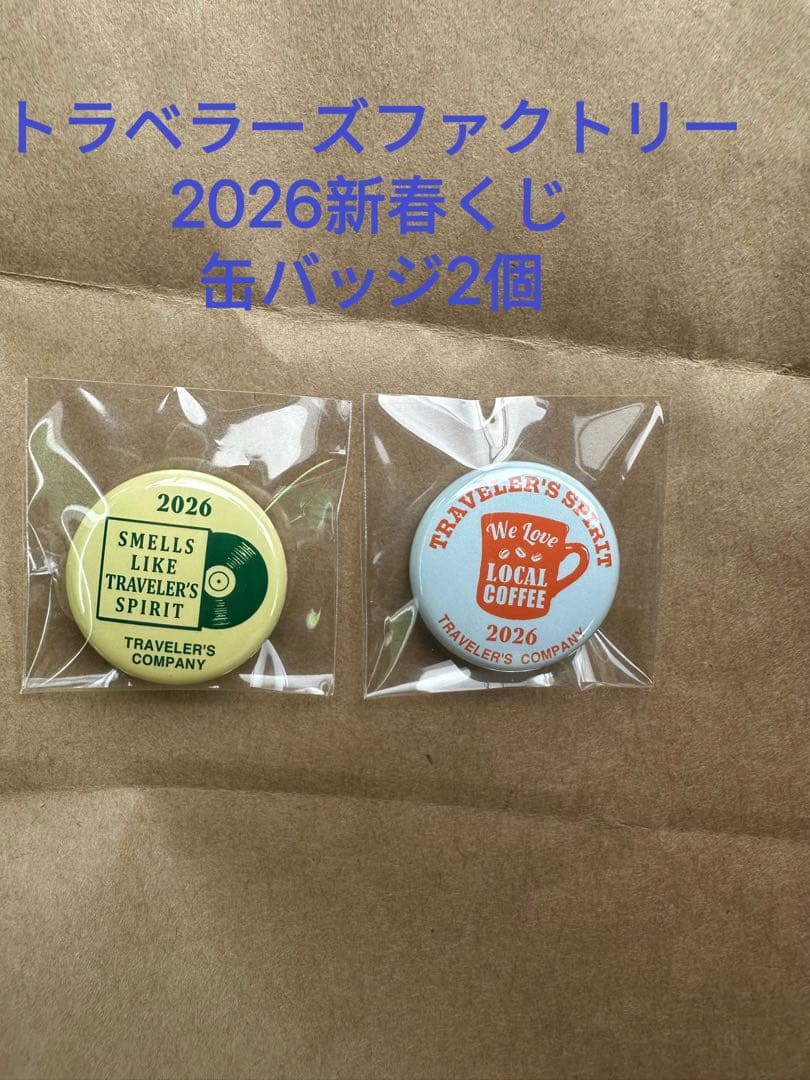 トラベラーズファクトリー
2026新春くじ
缶バッジ2個
2026
SMELLS
LIKE
TRAVELER'S
SPIRIT
TRAVELER'S
COMPANY
TRAVELER'S SPIRIT
We Love
LOCAL
COFFEE
2026
TRAVELER'S COMPANY